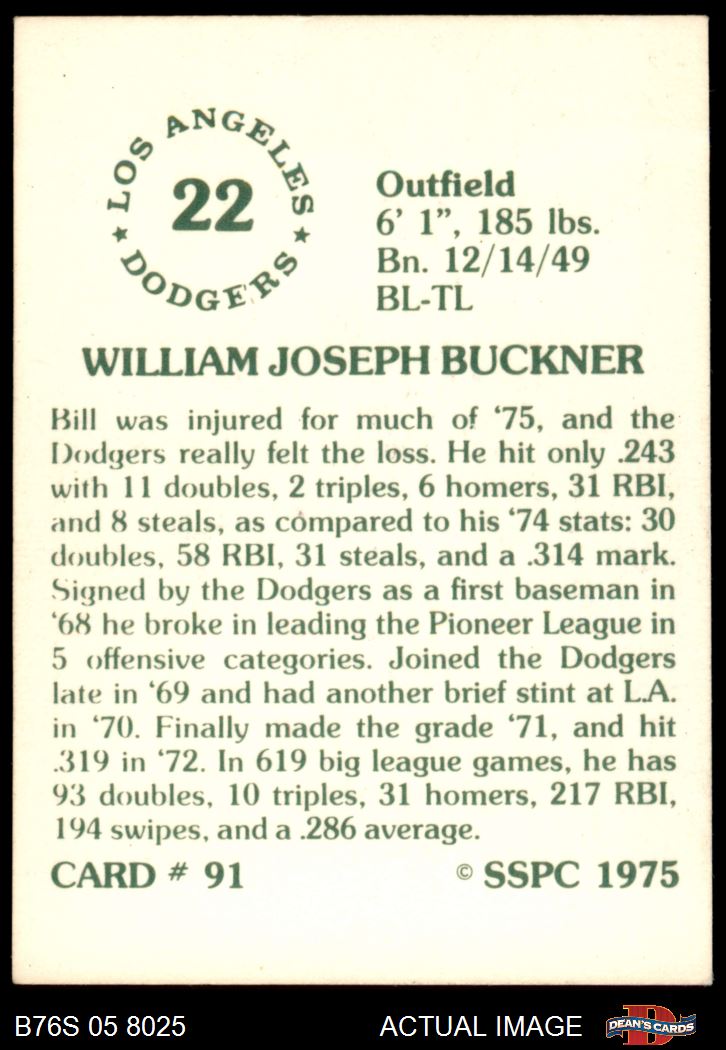 LOS ANGELES
22
★ DODGERS ★
Outfield
6’ 1”, 185 lbs.
Bn. 12/14/49
BL-TL
WILLIAM JOSEPH BUCKNER
Bill was injured for much of ‘75, and the
Dodgers really felt the loss. He hit only .243
with 11 doubles, 2 triples, 6 homers, 31 RBI,
and 8 steals, as compared to his ‘74 stats: 30
doubles, 58 RBI, 31 steals, and a .314 mark.
Signed by the Dodgers as a first baseman in
‘68 he broke in leading the Pioneer League in
5 offensive categories. Joined the Dodgers
late in ‘69 and had another brief stint at L.A.
in ‘70. Finally made the grade ‘71, and hit
.319 in ‘72. In 619 big league games, he has
93 doubles, 10 triples, 31 homers, 217 RBI,
194 swipes, and a .286 average.
CARD # 91 © SSPC 1975
B76S 05 8025 ACTUAL IMAGE D DEAN'S CARDS